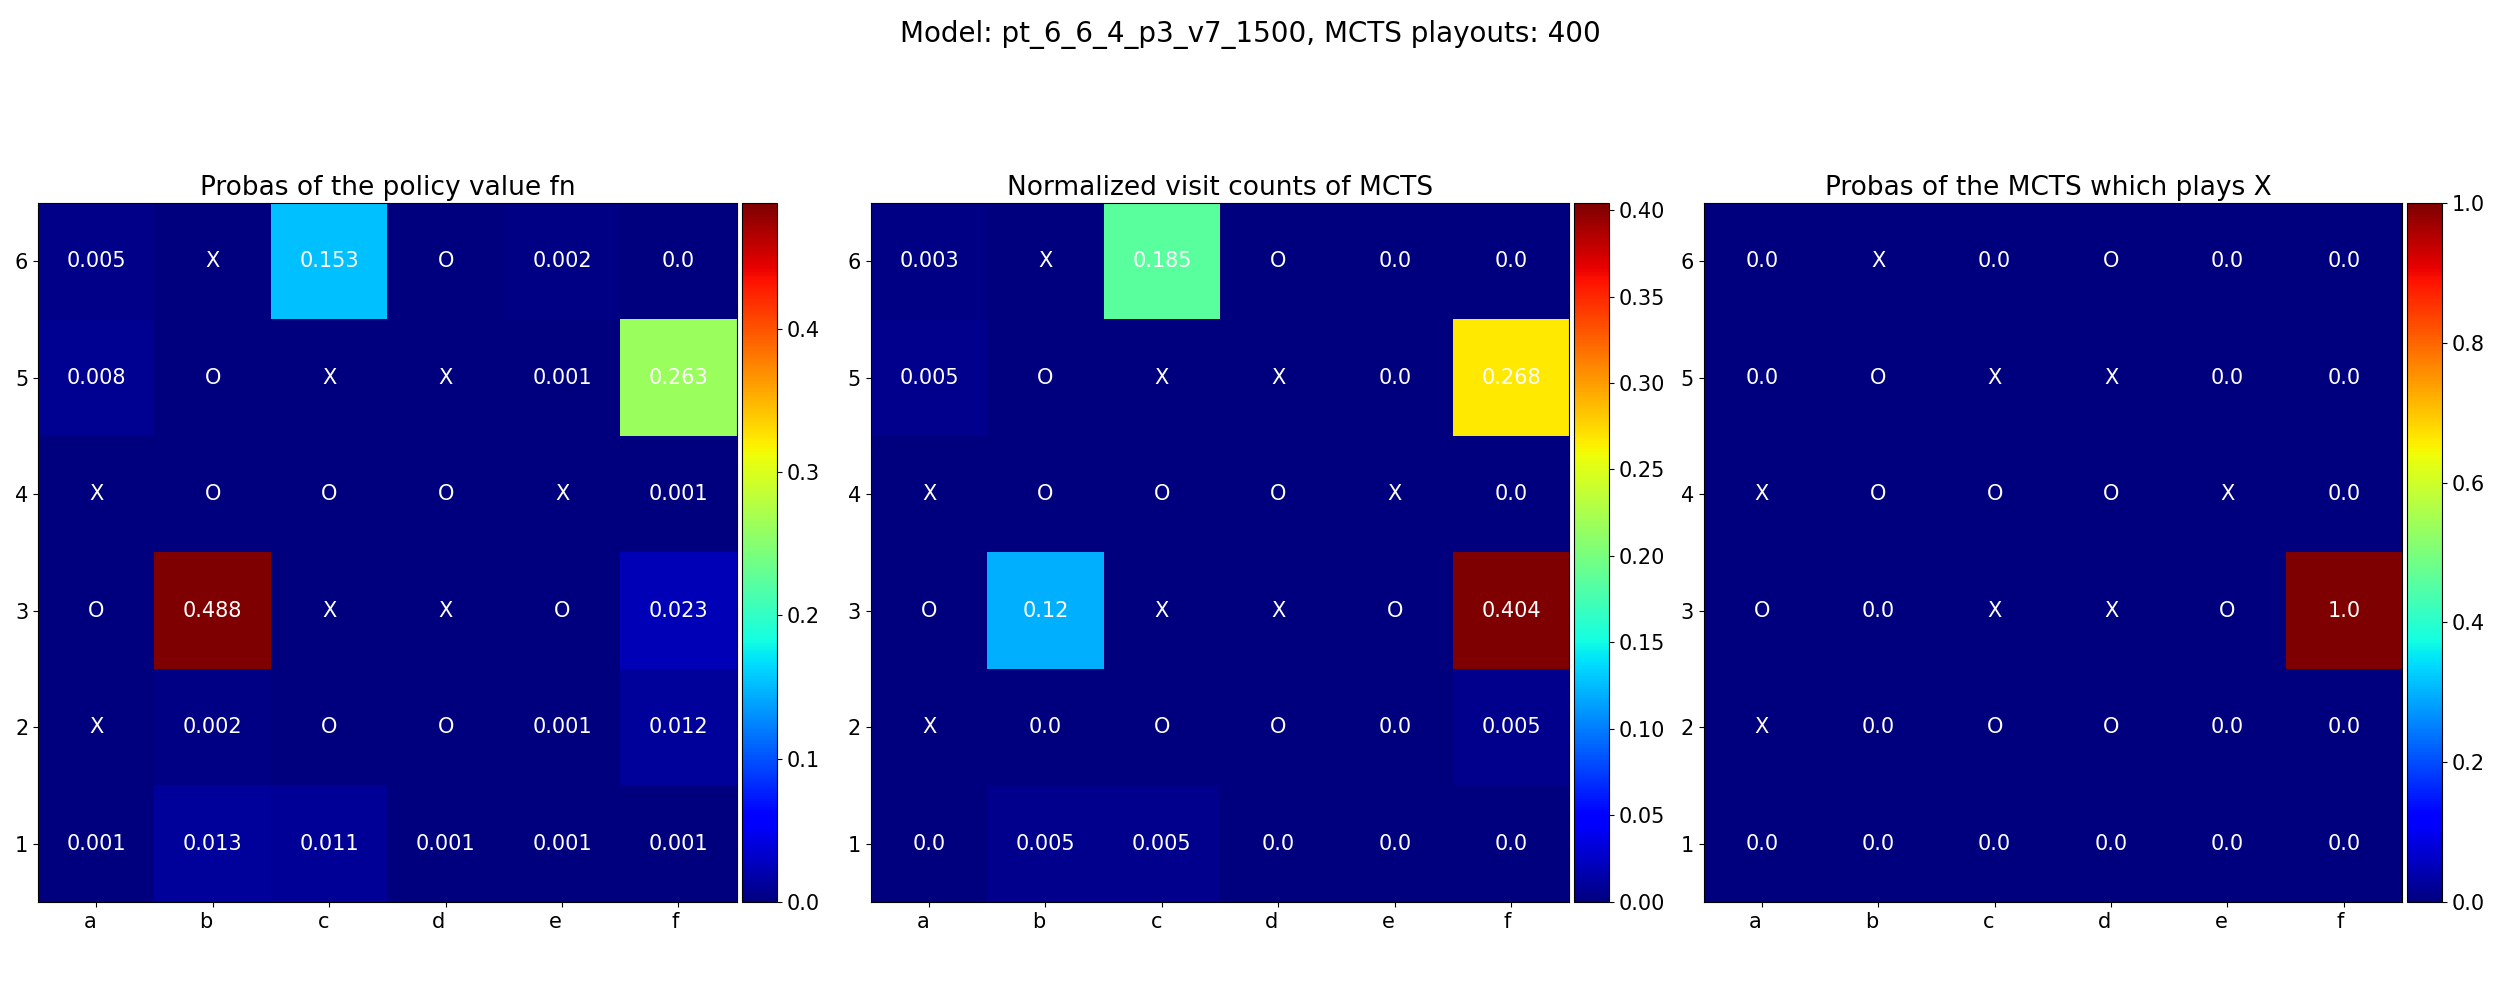 Model: pt_6_6_4_p3_v7_1500, MCTS playouts: 400
Probas of the policy value fn
6 0.005 X 0.153 O 0.002 0.0
5 0.008 O X X 0.001 0.263
4 X O O O X 0.001
3 O 0.488 X X O 0.023
2 X 0.002 O O 0.001 0.012
1 0.001 0.013 0.011 0.001 0.001 0.001
a b c d e f
0.4
0.3
0.2
0.1
0.0
Normalized visit counts of MCTS
6 0.003 X 0.185 O 0.0 0.0
5 0.005 O X X 0.0 0.268
4 X O O O X 0.0
3 O 0.12 X X O 0.404
2 X 0.0 O O 0.0 0.005
1 0.0 0.005 0.005 0.0 0.0 0.0
a b c d e f
0.40
0.35
0.30
0.25
0.20
0.15
0.10
0.05
0.00
Probas of the MCTS which plays X
6 0.0 X 0.0 O 0.0 0.0
5 0.0 O X X 0.0 0.0
4 X O O O X 0.0
3 O 0.0 X X O 1.0
2 X 0.0 O O 0.0 0.0
1 0.0 0.0 0.0 0.0 0.0 0.0
a b c d e f
1.0
0.8
0.6
0.4
0.2
0.0